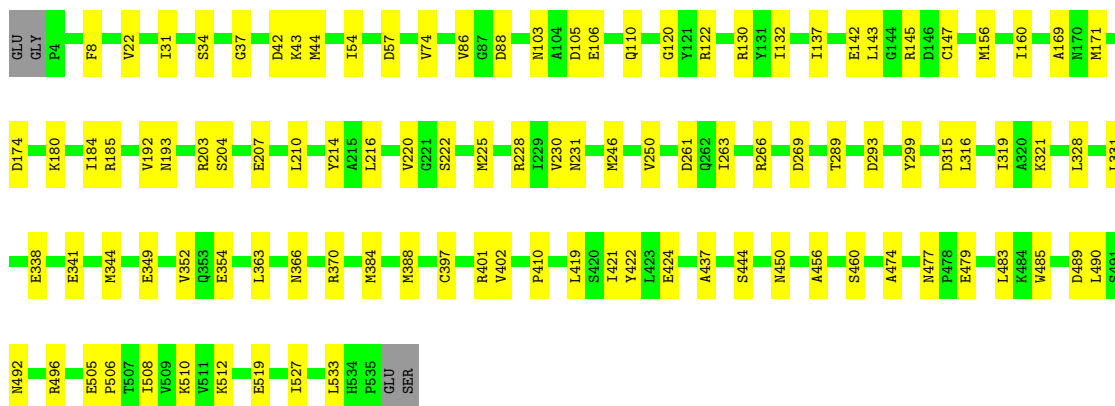 GLU GLY P4 F8 V22 I31 S34 G37 D42 K43 M44 I54 D57 V74 V86 G87 D88 N103 A104 D105 E106 Q110 G120 Y121 R122 R130 Y131 I132 I137 E142 L143 G144 R145 D146 C147 M156 I160 A169 N170 M171
D174 K180 I184 R185 V192 N193 R203 S204 E207 L210 Y214 A215 L216 V220 G221 S222 M225 R228 I229 V230 N231 M246 V250 D261 Q262 I263 R266 D269 T289 D293 Y299 D315 L316 I319 A320 K321 L328 L331
E338 E341 M344 E349 V352 Q353 E354 L363 N366 R370 M384 M388 C397 R401 V402 P410 L419 S420 I421 Y422 L423 E424 A437 S444 N450 A456 S460 A474 N477 P478 E479 L483 K484 W485 D489 L490 S491
N492 R496 E505 P506 T507 I508 V509 K510 V511 K512 E519 I527 L533 H534 P535 GLU SER